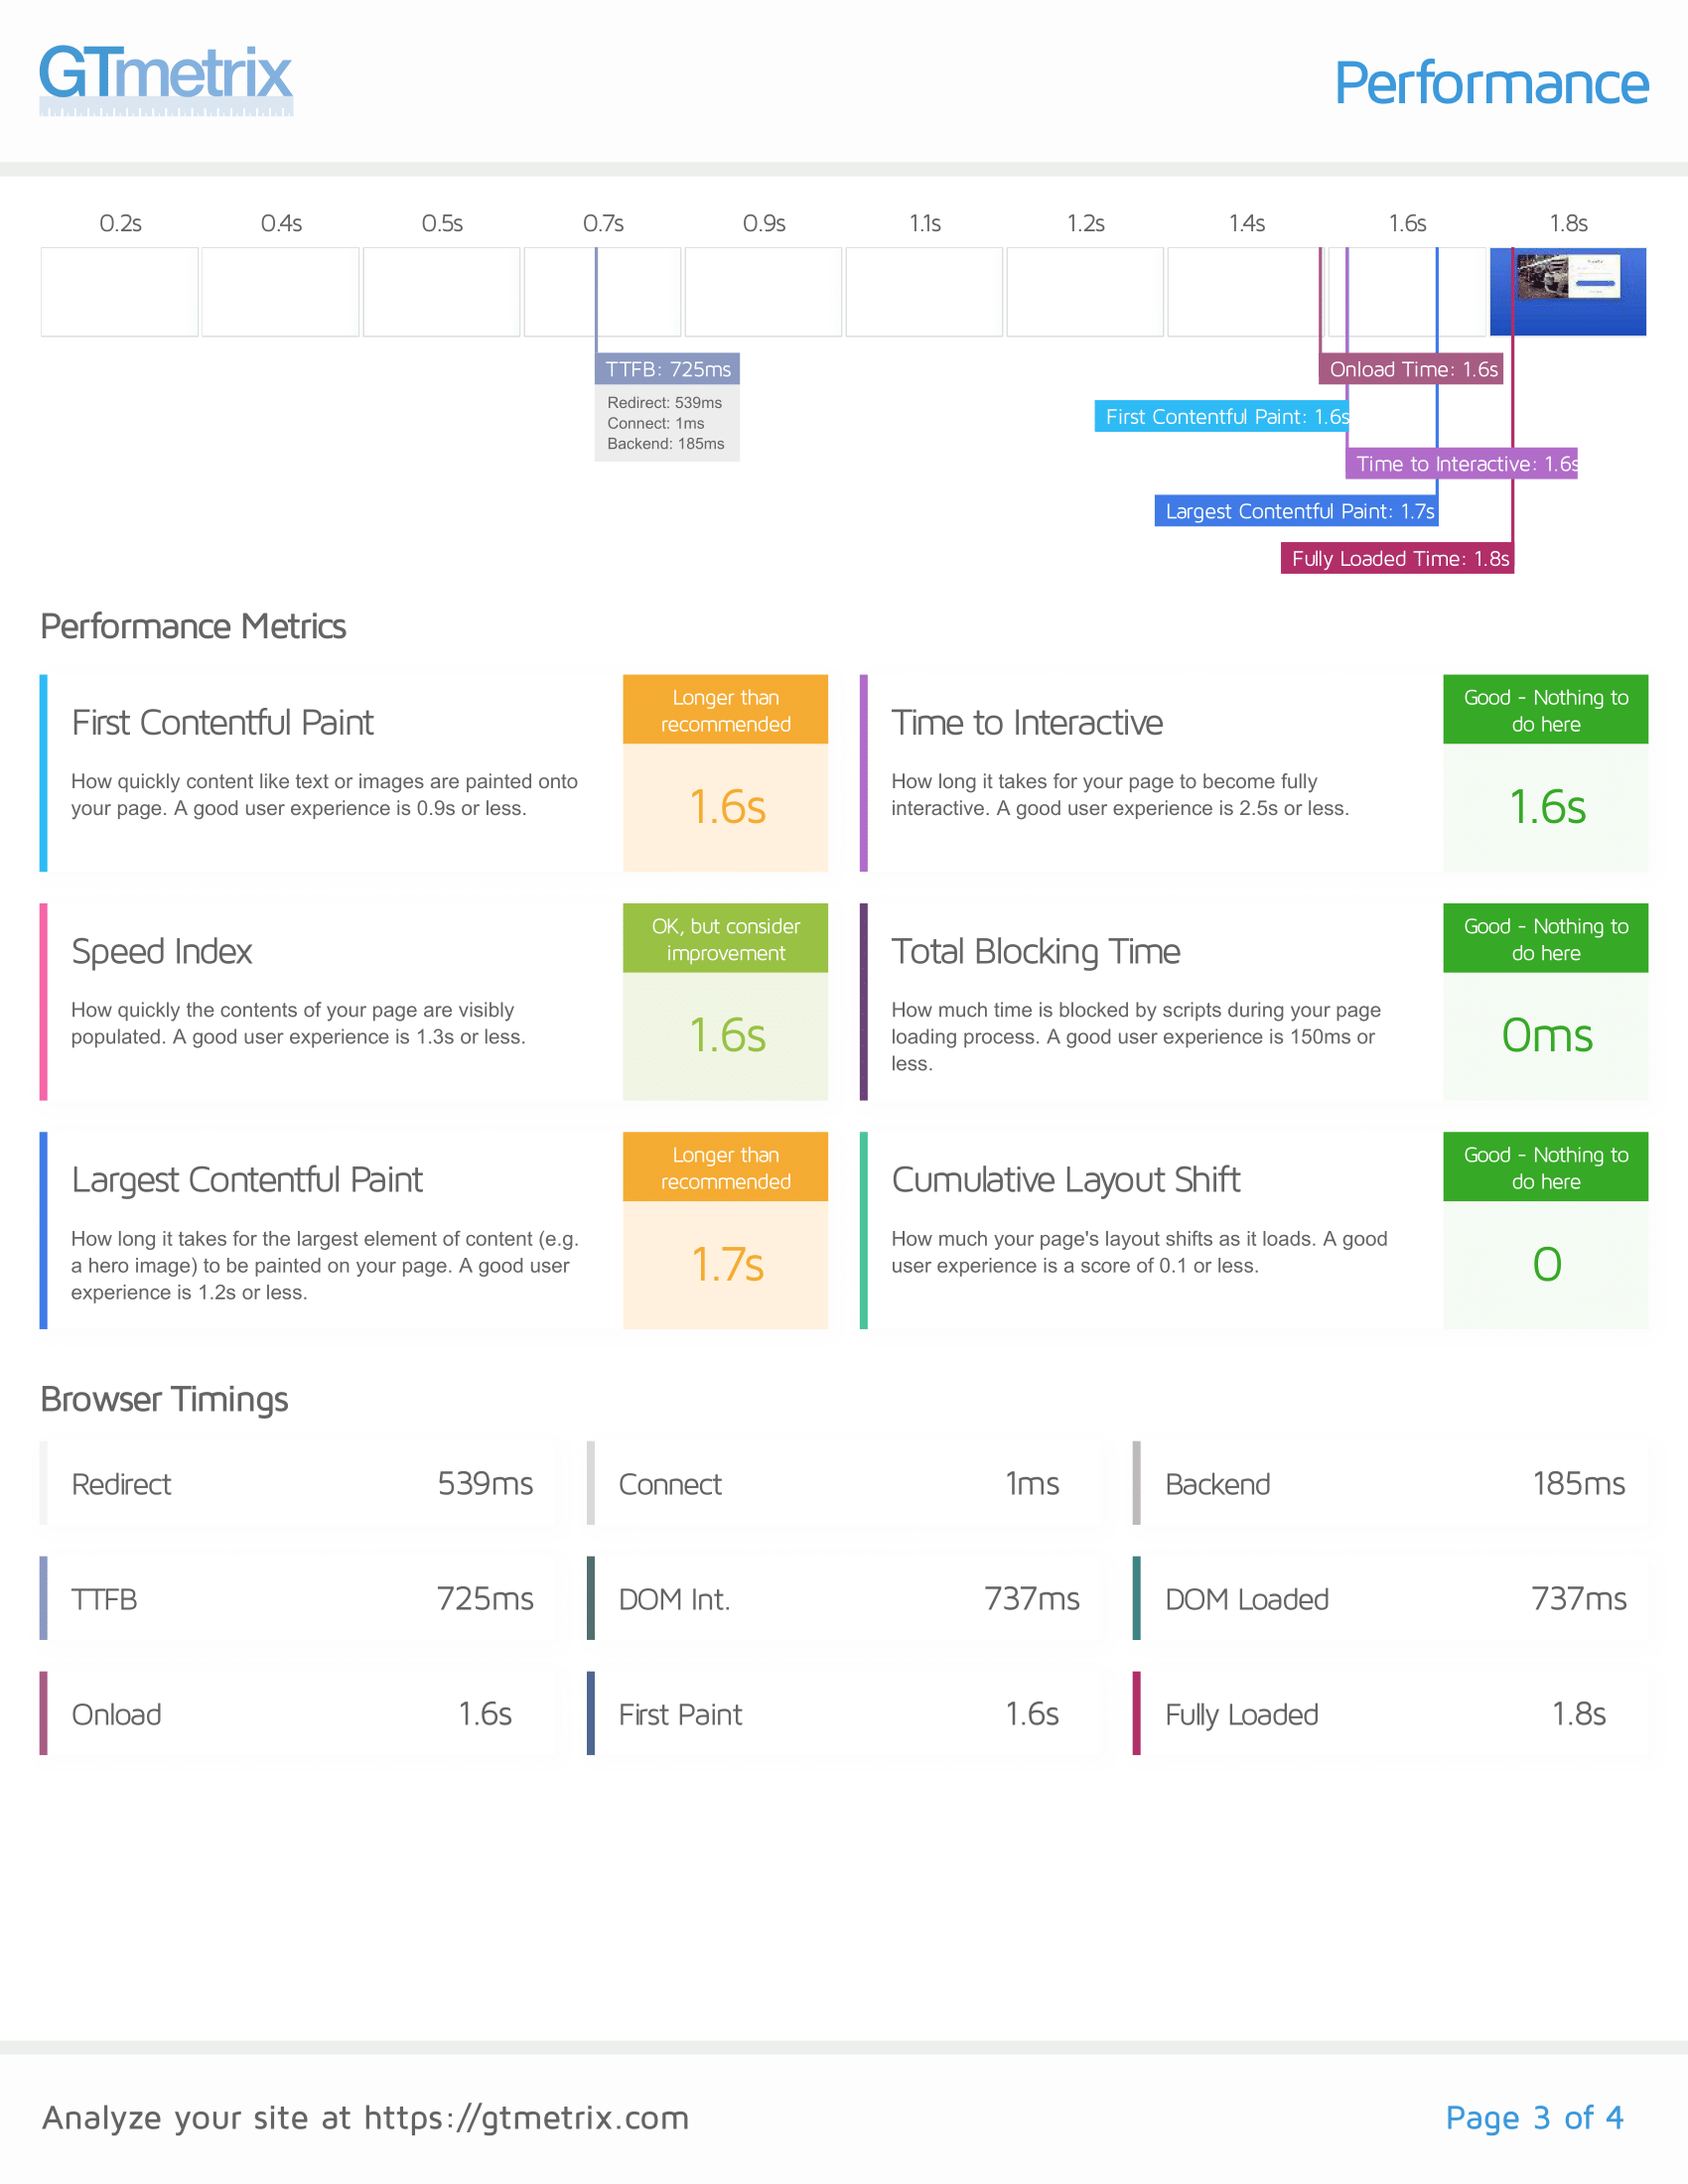 GTmetrix
Performance
0.2s 0.4s 0.5s 0.7s 0.9s 1.1s 1.2s 1.4s 1.6s 1.8s
TTFB: 725ms
Redirect: 539ms
Connect: 1ms
Backend: 185ms
Onload Time: 1.6s
First Contentful Paint: 1.6s
Time to Interactive: 1.6s
Largest Contentful Paint: 1.7s
Fully Loaded Time: 1.8s
Performance Metrics
First Contentful Paint
How quickly content like text or images are painted onto
your page. A good user experience is 0.9s or less.
Longer than
recommended
1.6s
Time to Interactive
How long it takes for your page to become fully
interactive. A good user experience is 2.5s or less.
Good - Nothing to
do here
1.6s
Speed Index
How quickly the contents of your page are visibly
populated. A good user experience is 1.3s or less.
OK, but consider
improvement
1.6s
Total Blocking Time
How much time is blocked by scripts during your page
loading process. A good user experience is 150ms or
less.
Good - Nothing to
do here
0ms
Largest Contentful Paint
How long it takes for the largest element of content (e.g.
a hero image) to be painted on your page. A good user
experience is 1.2s or less.
Longer than
recommended
1.7s
Cumulative Layout Shift
How much your page's layout shifts as it loads. A good
user experience is a score of 0.1 or less.
Good - Nothing to
do here
0
Browser Timings
Redirect 539ms
Connect 1ms
Backend 185ms
TTFB 725ms
DOM Int. 737ms
DOM Loaded 737ms
Onload 1.6s
First Paint 1.6s
Fully Loaded 1.8s
Analyze your site at https://gtmetrix.com
Page 3 of 4